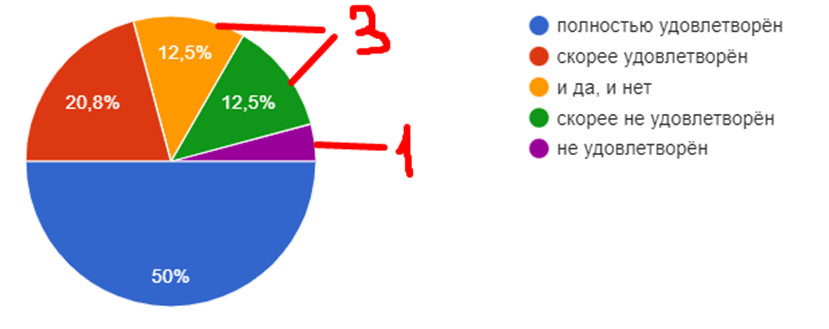 3
12,5%
20,8%
12,5%
1
50%
полностью удовлетворён
скорее удовлетворён
и да, и нет
скорее не удовлетворён
не удовлетворён